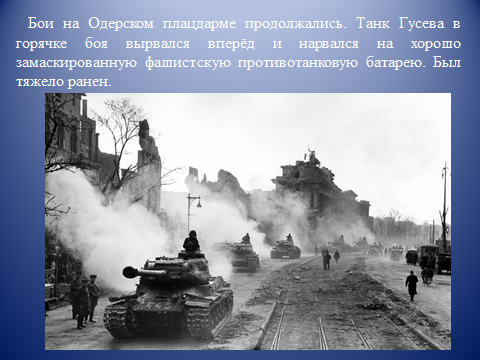 Бои на Одерском плацдарме продолжались. Танк Гусева в
горячке боя вырвался вперёд и нарвался на хорошо
замаскированную фашистскую противотанковую батарею. Был
тяжело ранен.